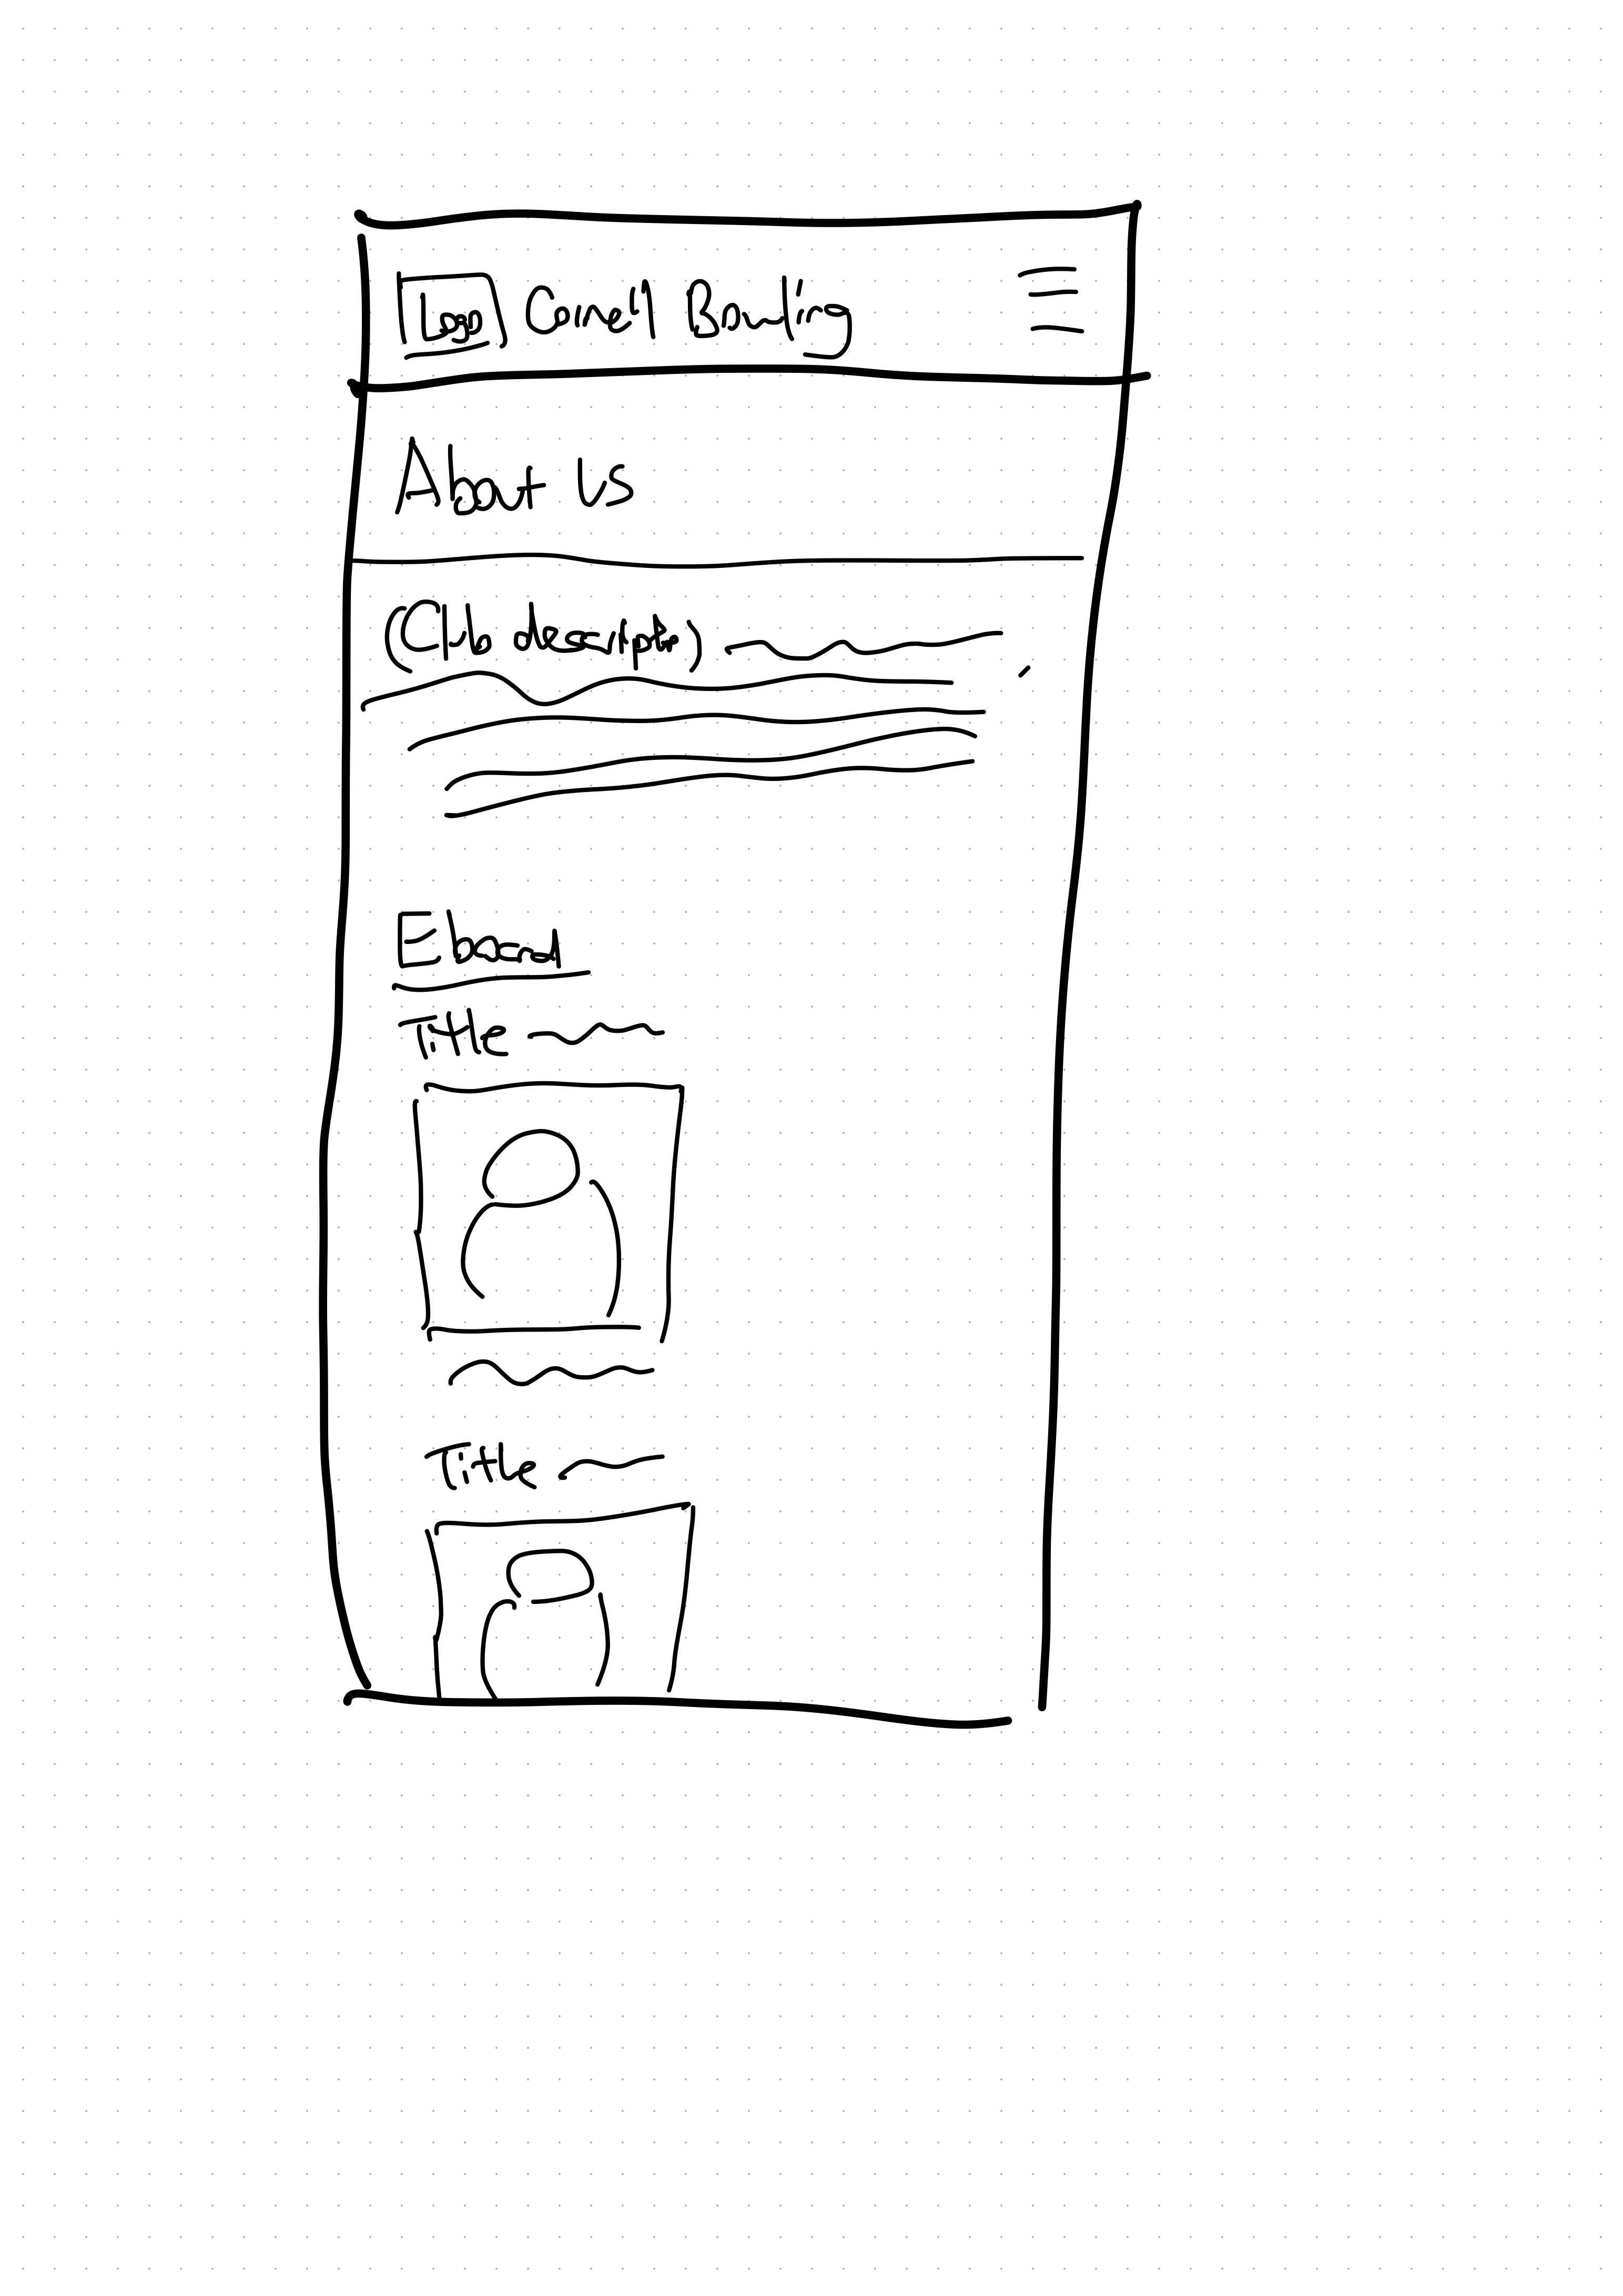 Logo Cornell Bowling
About Us
(Club description)
Eboard
Title
Title